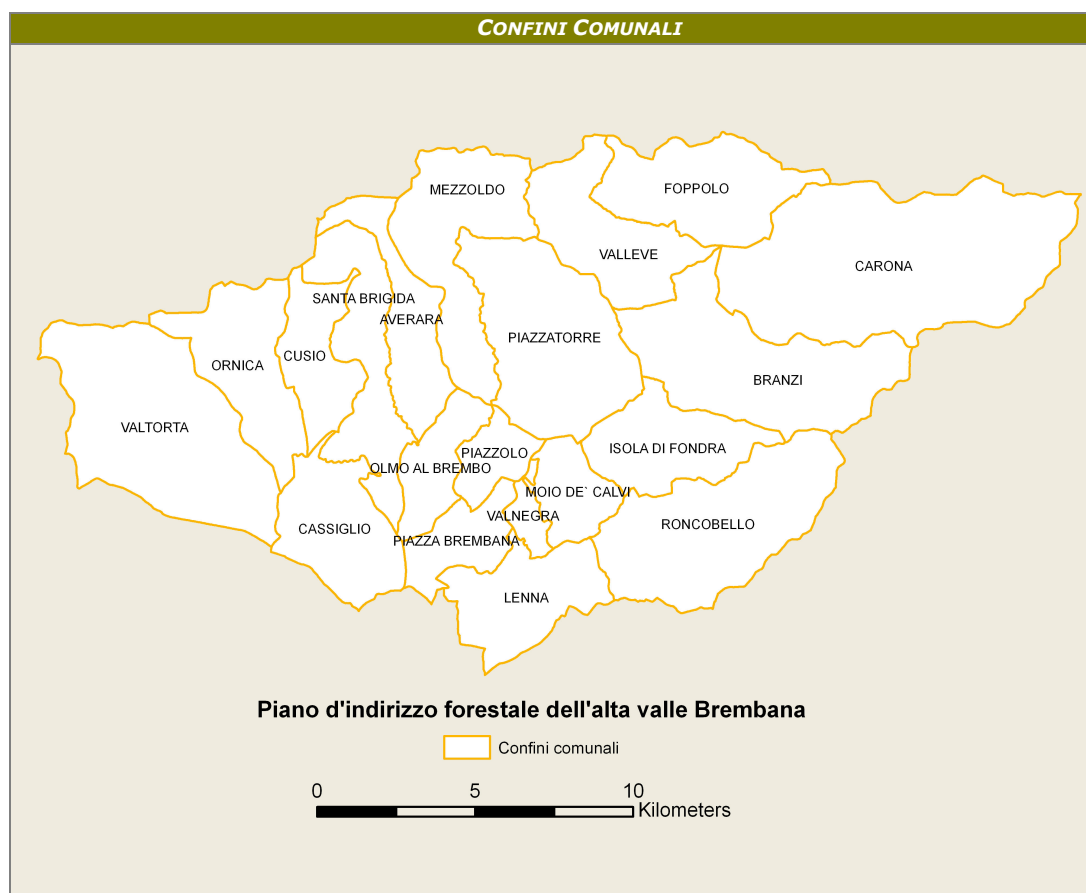 CONFINI COMUNALI
MEZZOLDO
FOPPOLO
VALLEVE
CARONA
SANTA BRIGIDA
AVERARA
PIAZZATORRE
CUSIO
ORNICA
BRANZI
VALTORTA
ISOLA DI FONDRA
PIAZZOLO
OLMO AL BREMBO
MOIO DE` CALVI
VALNEGRA
RONCOBELLO
CASSIGLIO
PIAZZA BREMBANA
LENNA
Piano d'indirizzo forestale dell'alta valle Brembana
Confini comunali
0 5 10
Kilometers